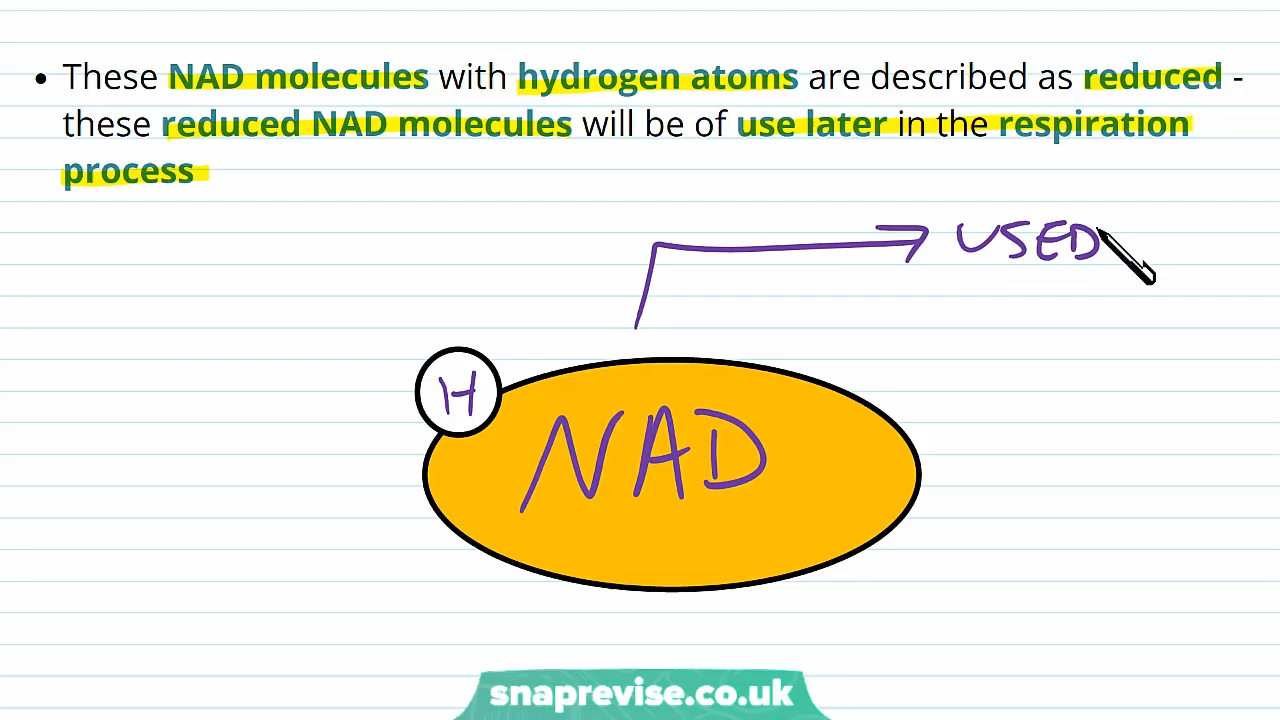 • These NAD molecules with hydrogen atoms are described as reduced -
these reduced NAD molecules will be of use later in the respiration
process
USED
H
NAD
snaprevise.co.uk